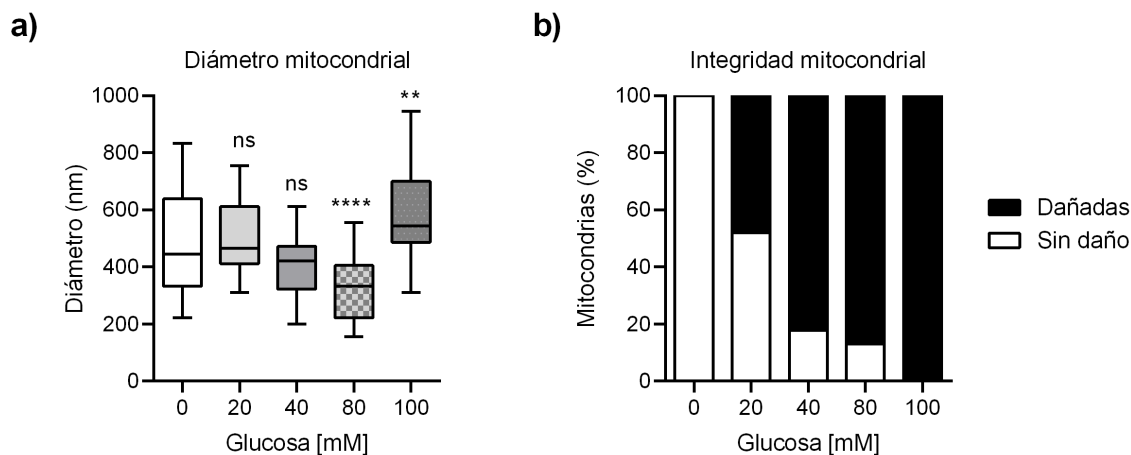 a)
Diámetro mitocondrial
Diámetro (nm)
1000
800
600
400
200
0
ns
ns
****
**
0 20 40 80 100
Glucosa [mM]
b)
Integridad mitocondrial
Mitocondrias (%)
100
80
60
40
20
0
0 20 40 80 100
Glucosa [mM]
Dañadas
Sin daño